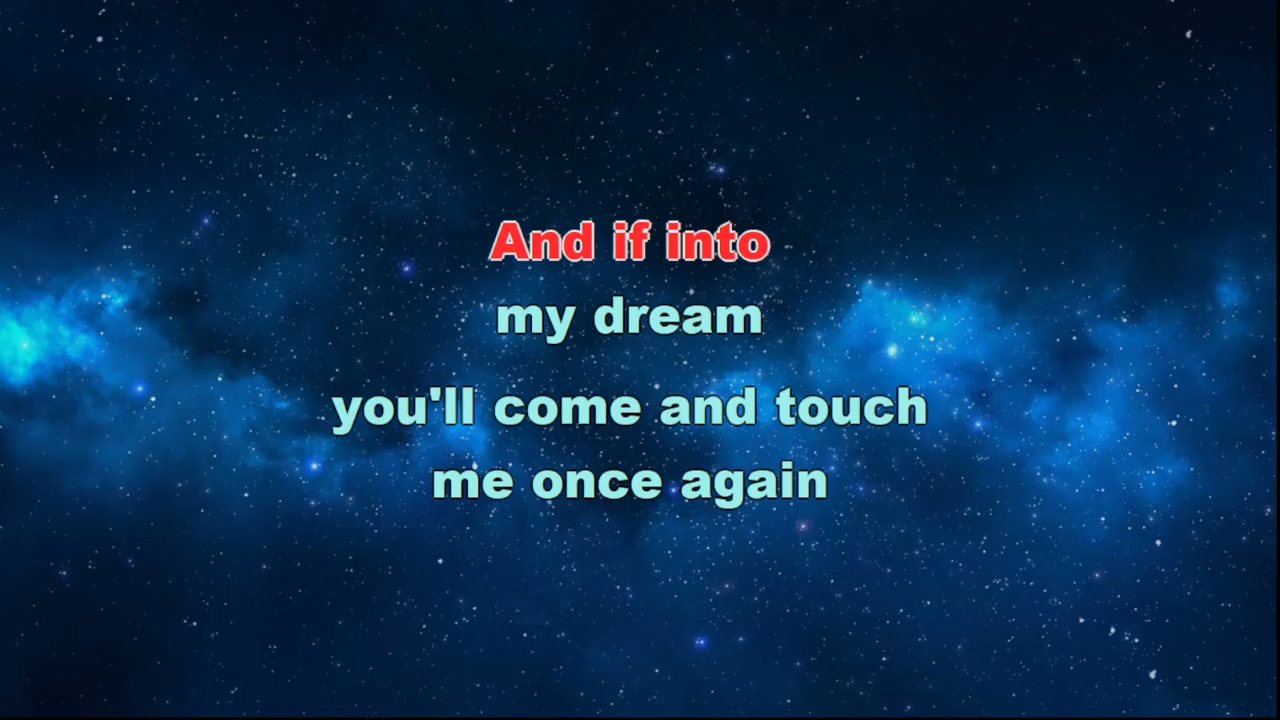 And if into
my dream
you'll come and touch
me once again